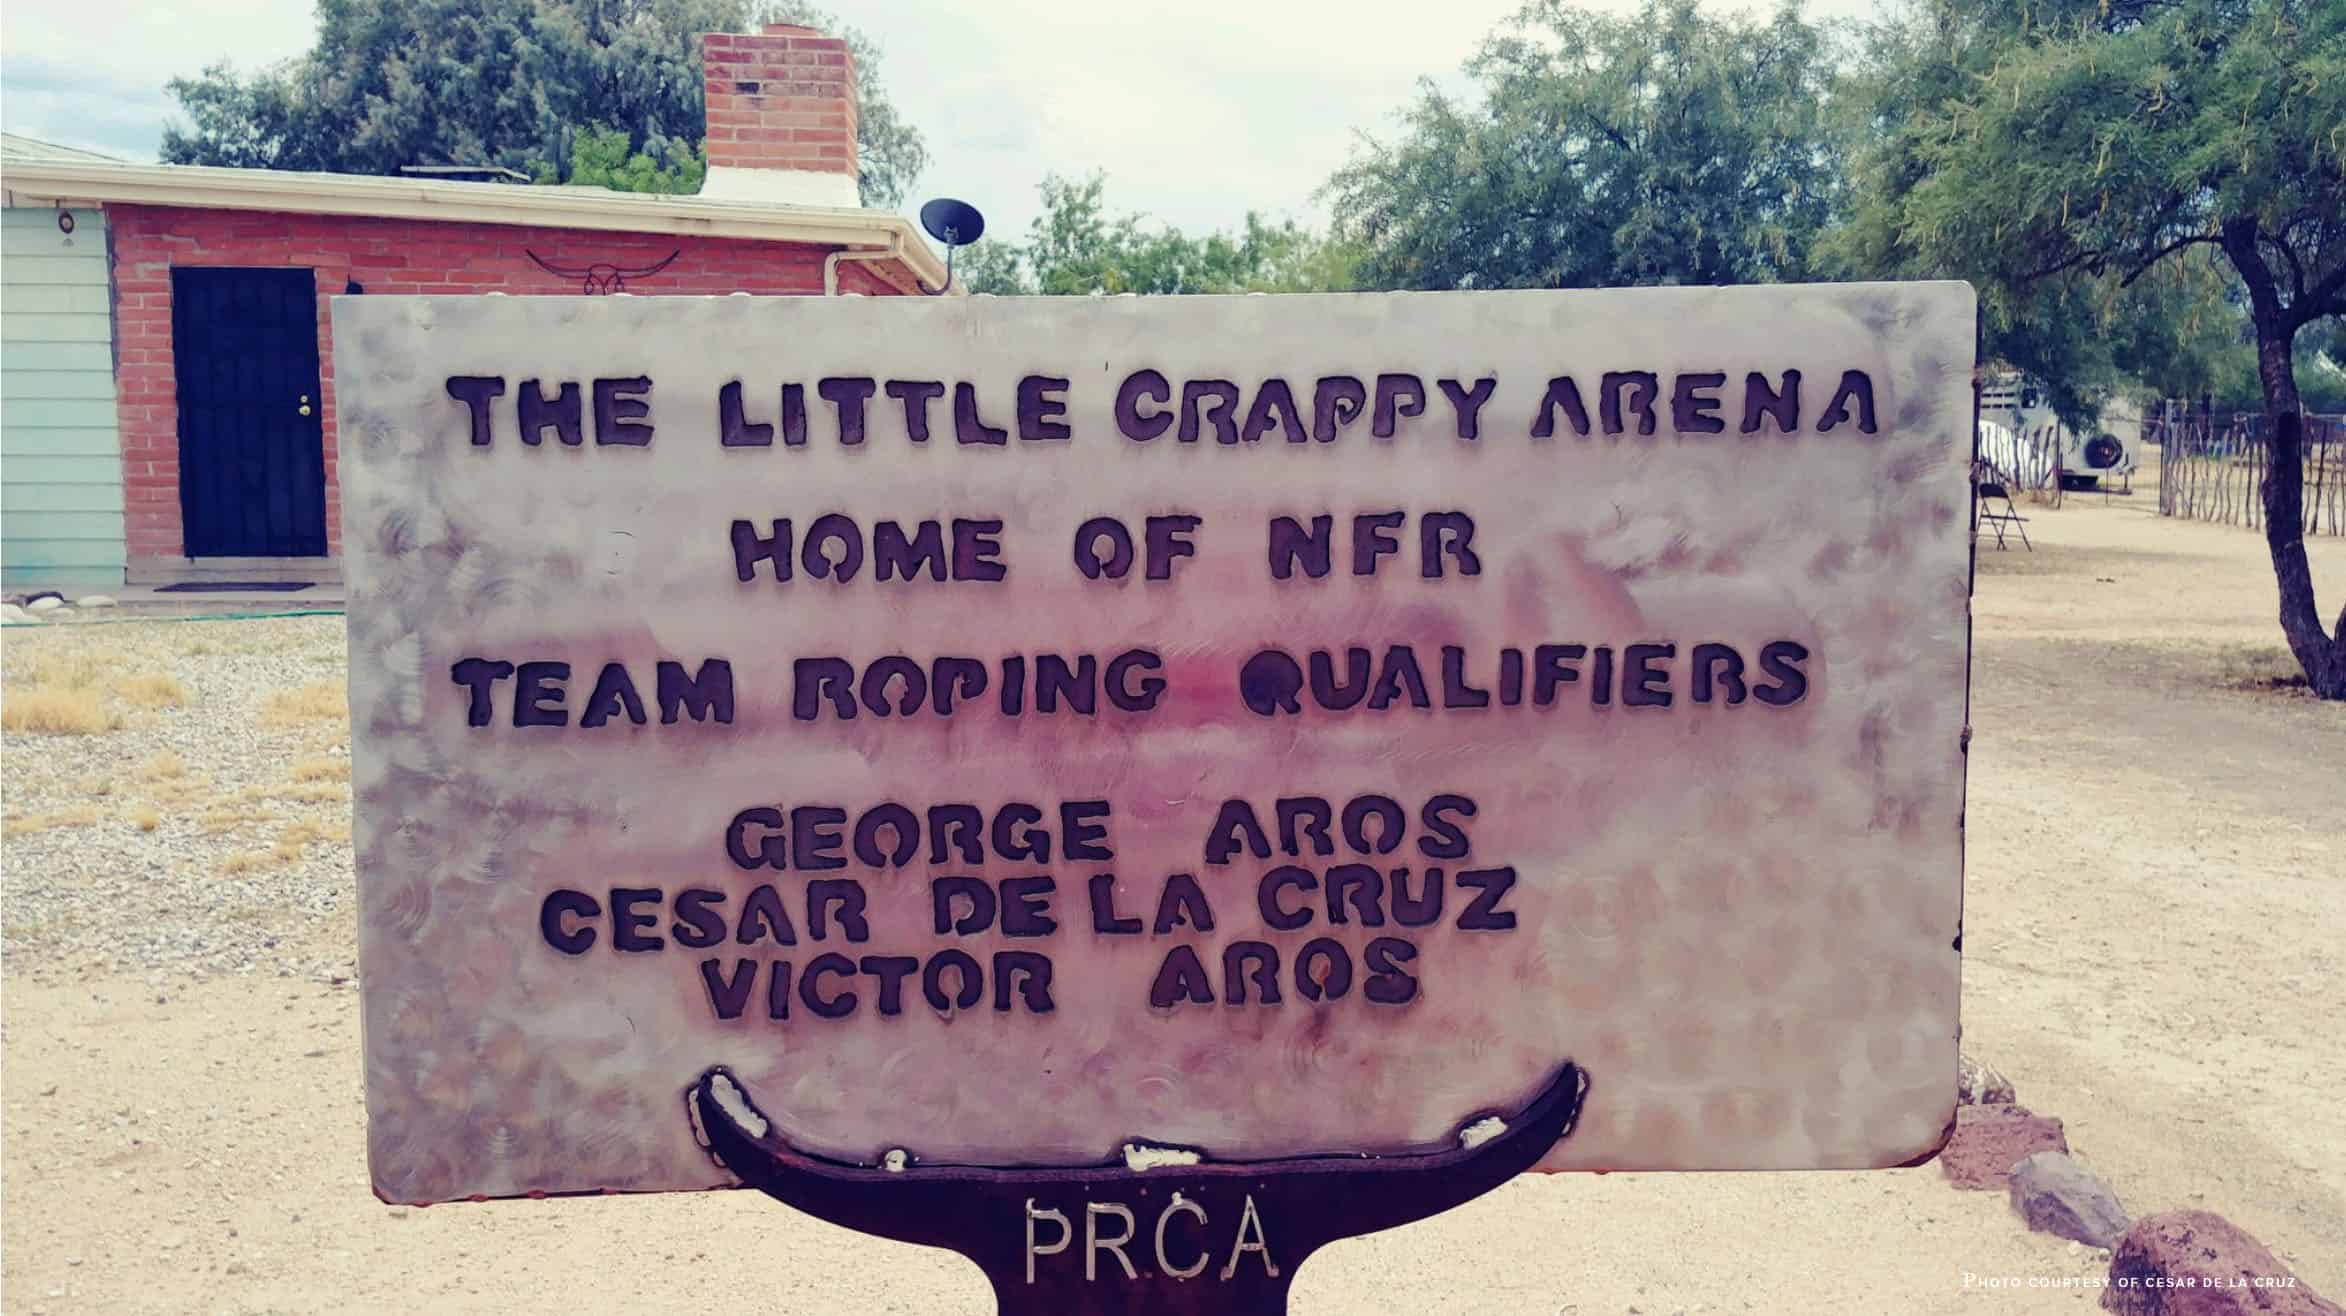 THE LITTLE CRAPPY ARENA
HOME OF NFR
TEAM ROPING QUALIFIERS
GEORGE AROS
CESAR DE LA CRUZ
VICTOR AROS
PRCA
PHOTO COURTESY OF CESAR DE LA CRUZ